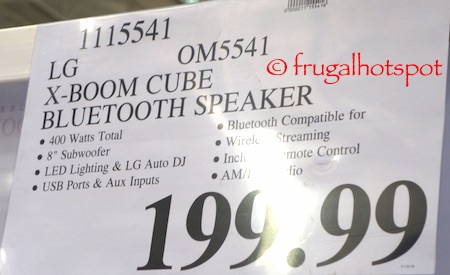 1115541
LG OM5541
X-BOOM CUBE
BLUETOOTH SPEAKER
• 400 Watts Total
• 8" Subwoofer
• LED Lighting & LG Auto DJ
• USB Ports & Aux Inputs
• Bluetooth Compatible for
Streaming
• Remote Control
• AM/
199.99
© frugalhotspot